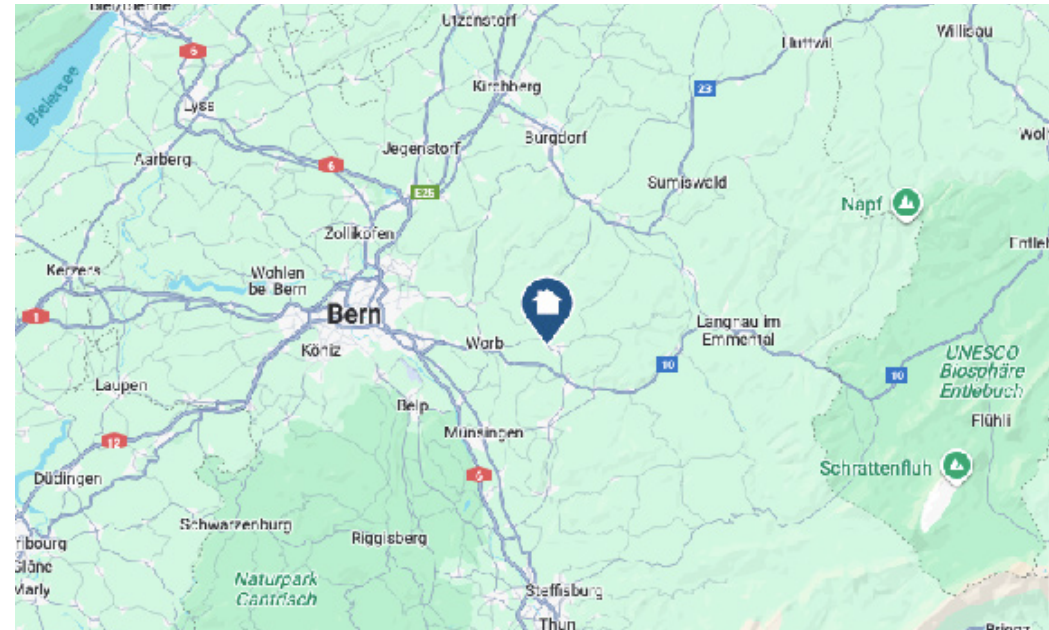 Utzenstorf
Huttwil
Willisau
6
Kirchberg
23
Bielersee
Lyss
Burgdorf
Jegenstorf
Aarberg
6
E25
Sumiswald
Napf
Zollikofen
Kerzers
Wohlen
bei Bern
Bern
1
Worb
Langnau im
Emmental
Köniz
10
10
UNESCO
Biosphäre
Entlebuch
Laupen
Belp
Flühli
12
Münsingen
6
Schrattenfluh
Düdingen
Schwarzenburg
Riggisberg
ribourg
Glâne
Marly
Naturpark
Gantrisch
Steffisburg
Thun